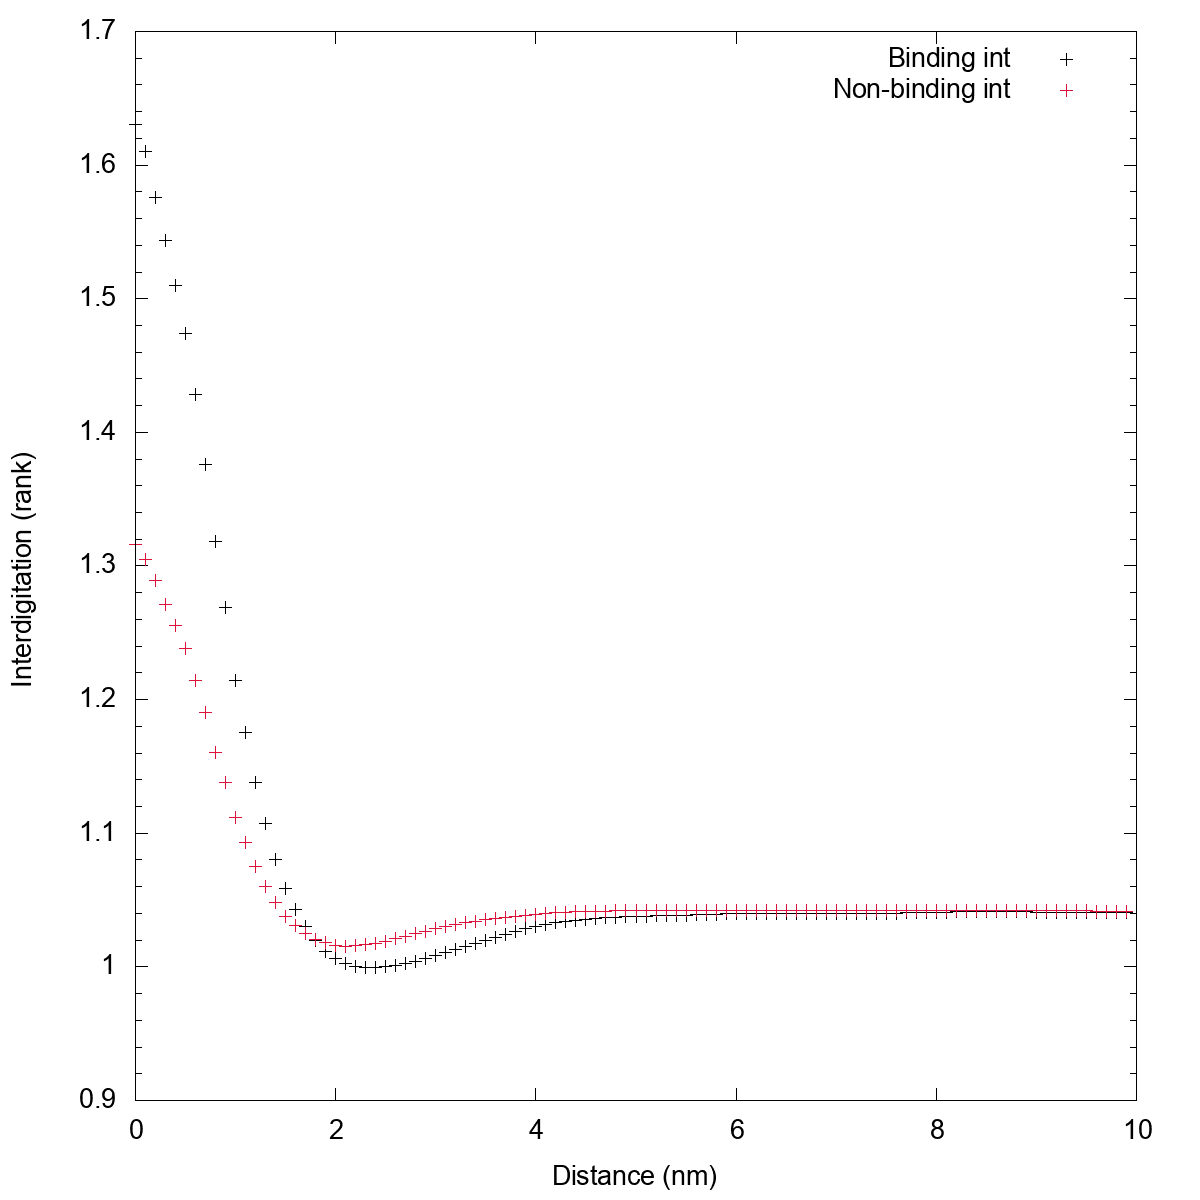 1.7
Binding int
Non-binding int
1.6
1.5
1.4
1.3
1.2
1.1
1
0.9
Interdigitation (rank)
0 2 4 6 8 10
Distance (nm)